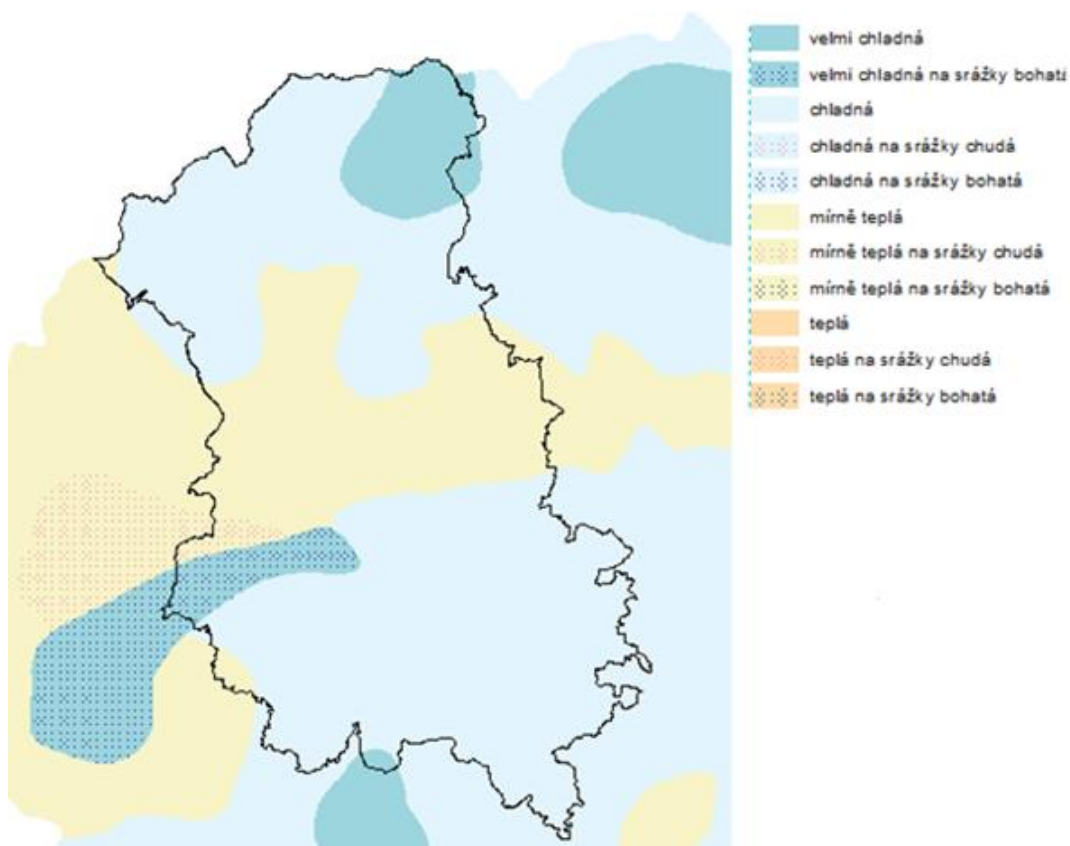 velmi chladná
velmi chladná na srážky bohatá
chladná
chladná na srážky chudá
chladná na srážky bohatá
mírně teplá
mírně teplá na srážky chudá
mírně teplá na srážky bohatá
teplá
teplá na srážky chudá
teplá na srážky bohatá